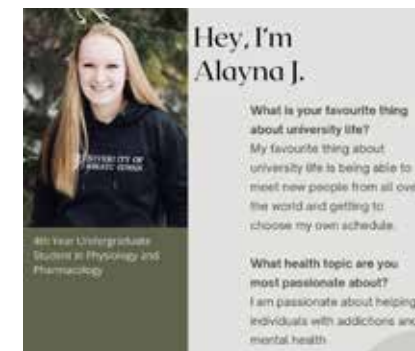 Hey, I'm
Alayna J.
What is your favourite thing
about university life?
My favourite thing about
university life is being able to
meet new people from all over
the world and getting to
choose my own schedule.
What health topic are you
most passionate about?
I am passionate about helping
individuals with addictions and
mental health
UNIVERSITY OF
4th Year Undergraduate
Student in Physiology and
Pharmacology